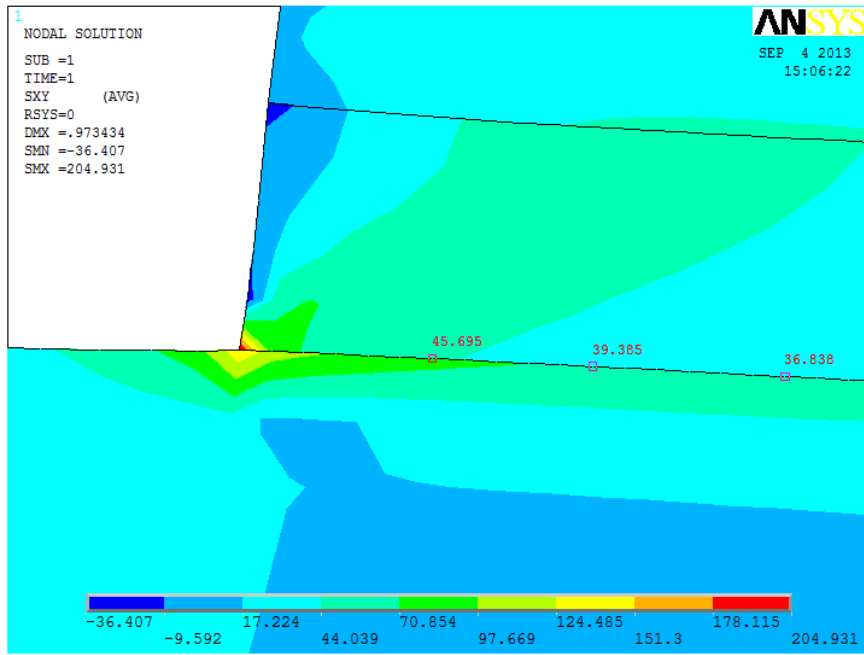 1
NODAL SOLUTION
SUB =1
TIME=1
SXY (AVG)
RSYS=0
DMX =.973434
SMN =-36.407
SMX =204.931
ANSYS
SEP 4 2013
15:06:22
45.695
39.385
36.838
-36.407 17.224 70.854 124.485 178.115
-9.592 44.039 97.669 151.3 204.931